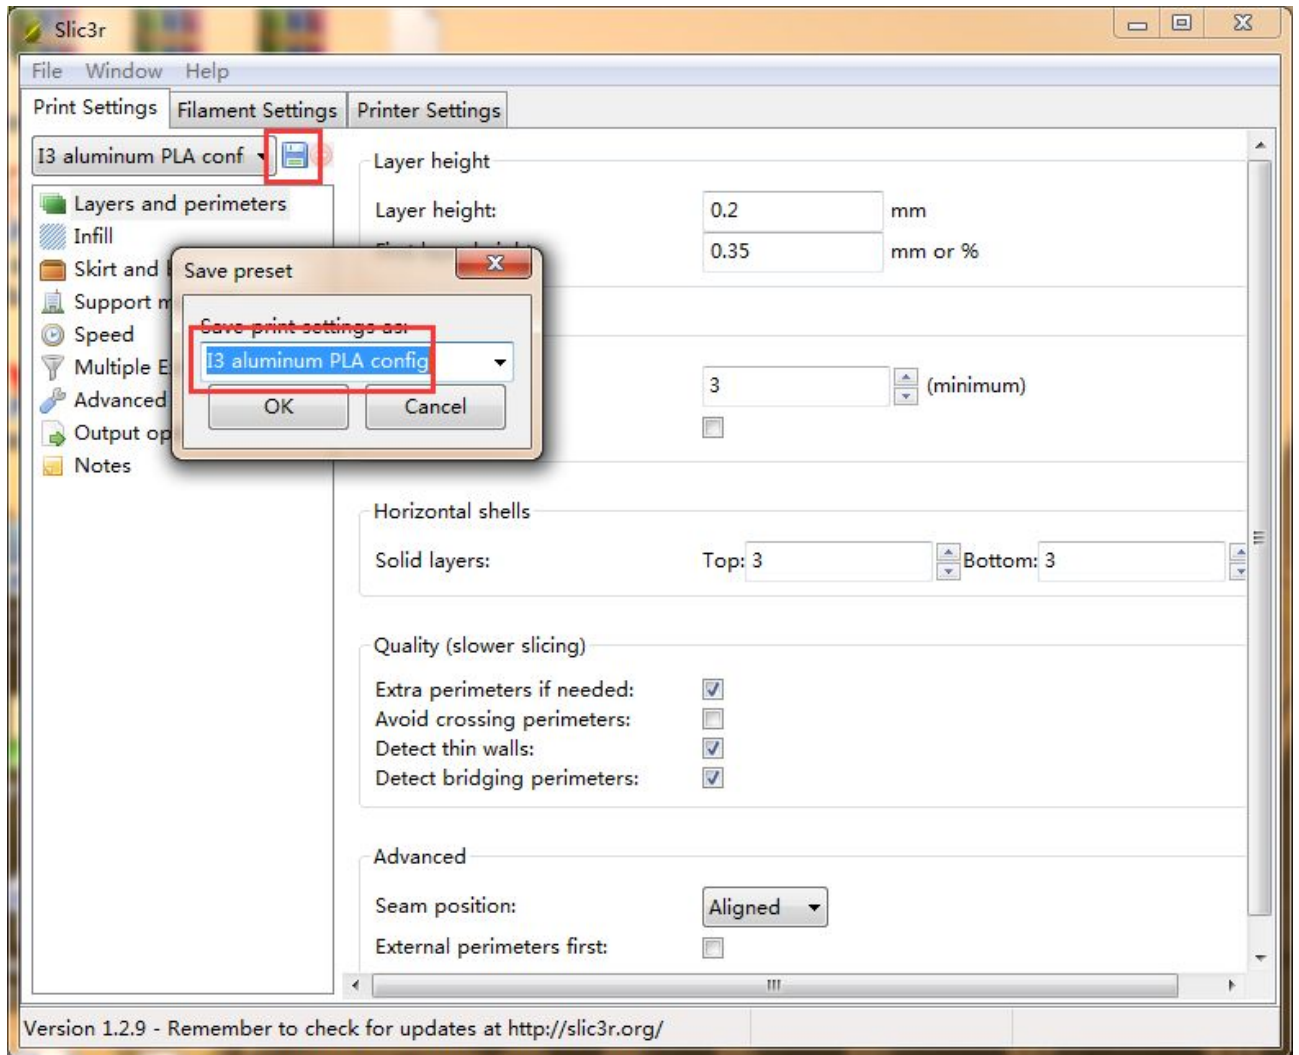 Slic3r
File Window Help
Print Settings Filament Settings Printer Settings
I3 aluminum PLA conf
Layers and perimeters
Infill
Skirt and
Support
Speed
Multiple
Advanced
Output
Notes
Save preset
Save print settings as:
I3 aluminum PLA config
OK Cancel
Layer height
Layer height: 0.2 mm
0.35 mm or %
3 (minimum)
Horizontal shells
Solid layers: Top: 3 Bottom: 3
Quality (slower slicing)
Extra perimeters if needed:
Avoid crossing perimeters:
Detect thin walls:
Detect bridging perimeters:
Advanced
Seam position: Aligned
External perimeters first:
Version 1.2.9 - Remember to check for updates at http://slic3r.org/